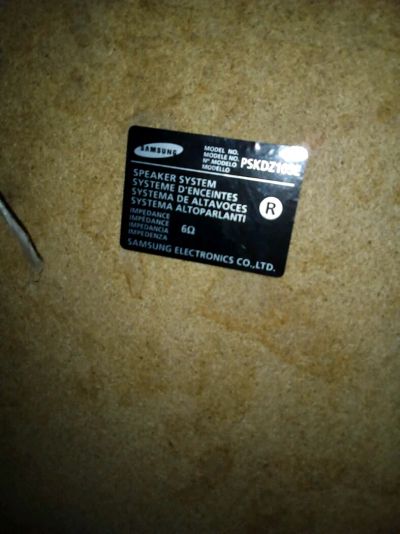 SAMSUNG
MODEL NO.
MODELE NO.
Nº MODELO
MODELLO
SPEAKER SYSTEM
SYSTEME D'ENCEINTES
SYSTEMA DE ALTAVOCES
SYSTEMA ALTOPARLANTI
R
IMPEDANCE
IMPEDANCE
IMPEDANCIA
IMPEDENZA
6Ω
SAMSUNG ELECTRONICS CO.,LTD.